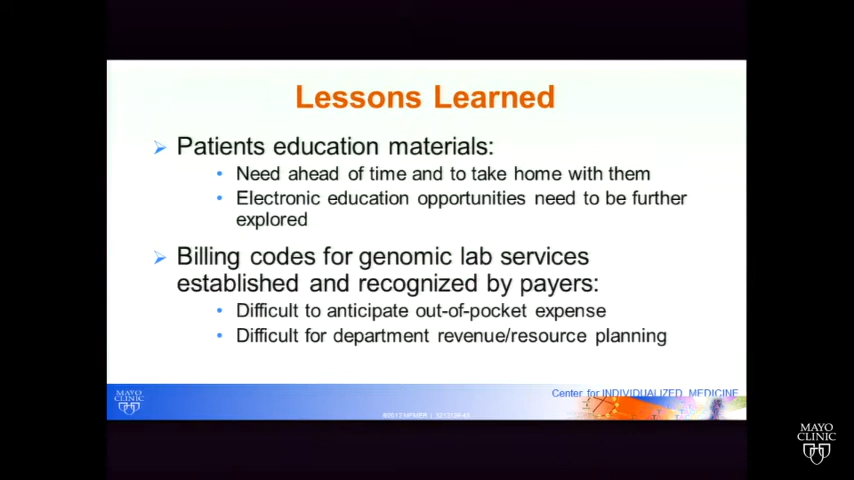 Lessons Learned
Patients education materials:
Need ahead of time and to take home with them
Electronic education opportunities need to be further
explored
Billing codes for genomic lab services
established and recognized by payers:
Difficult to anticipate out-of-pocket expense
Difficult for department revenue/resource planning
MAYO
CLINIC
Center for INDIVIDUALIZED MEDICINE
MAYO
CLINIC